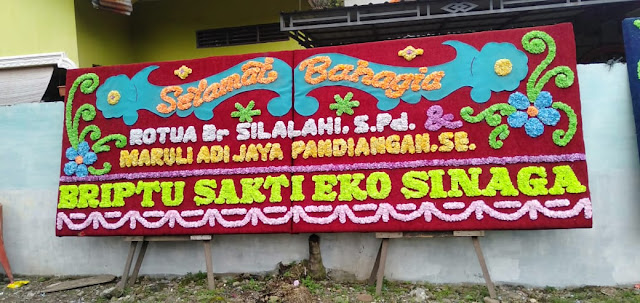 Selamat Bahagia
ROTUA Br SILALAHI, S.Pd. &
MARULI ADI JAYA PANDIANGAN, SE.
BRIPTU SAKTI EKO SINAGA